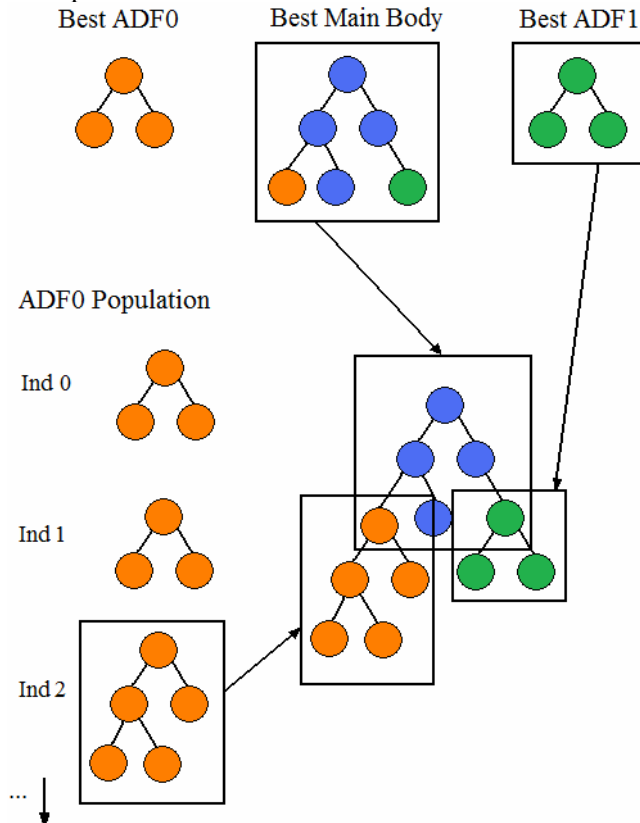 Best ADF0 Best Main Body Best ADF1
ADF0 Population
Ind 0
Ind 1
Ind 2
...